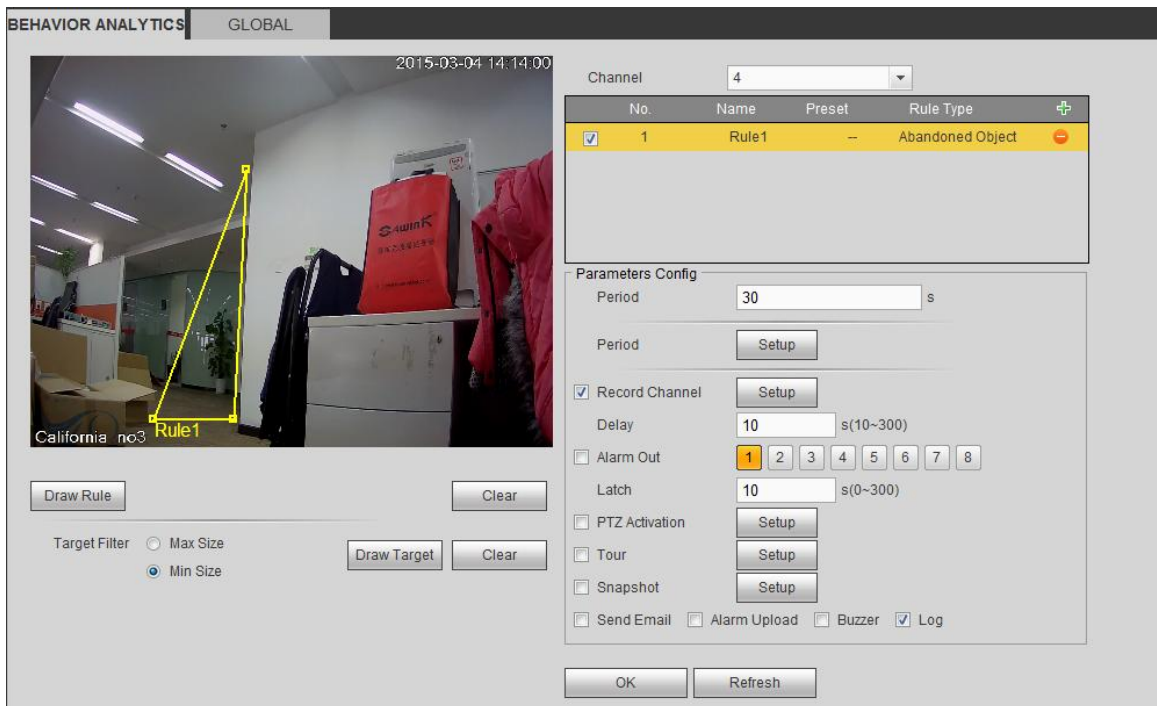 BEHAVIOR ANALYTICS GLOBAL
2015-03-04 14:14:00
SAWINK
California no3 Rule1
Draw Rule Clear
Target Filter Max Size
Min Size
Draw Target Clear
Channel 4
No. Name Preset Rule Type
1 Rule1 -- Abandoned Object
Parameters Config
Period 30 s
Period Setup
Record Channel Setup
Delay 10 s(10~300)
Alarm Out 1 2 3 4 5 6 7 8
Latch 10 s(0~300)
PTZ Activation Setup
Tour Setup
Snapshot Setup
Send Email Alarm Upload Buzzer Log
OK Refresh